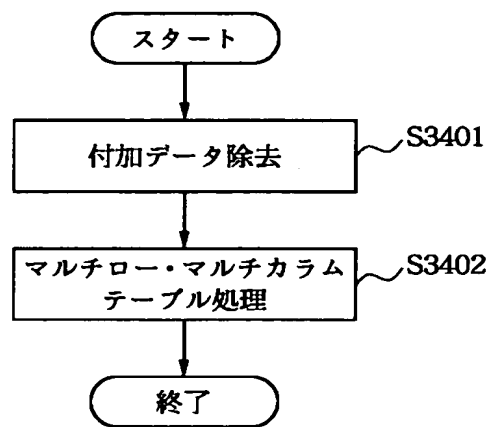 スタート
付加データ除去
S3401
マルチロー・マルチカラム
テーブル処理
S3402
終了